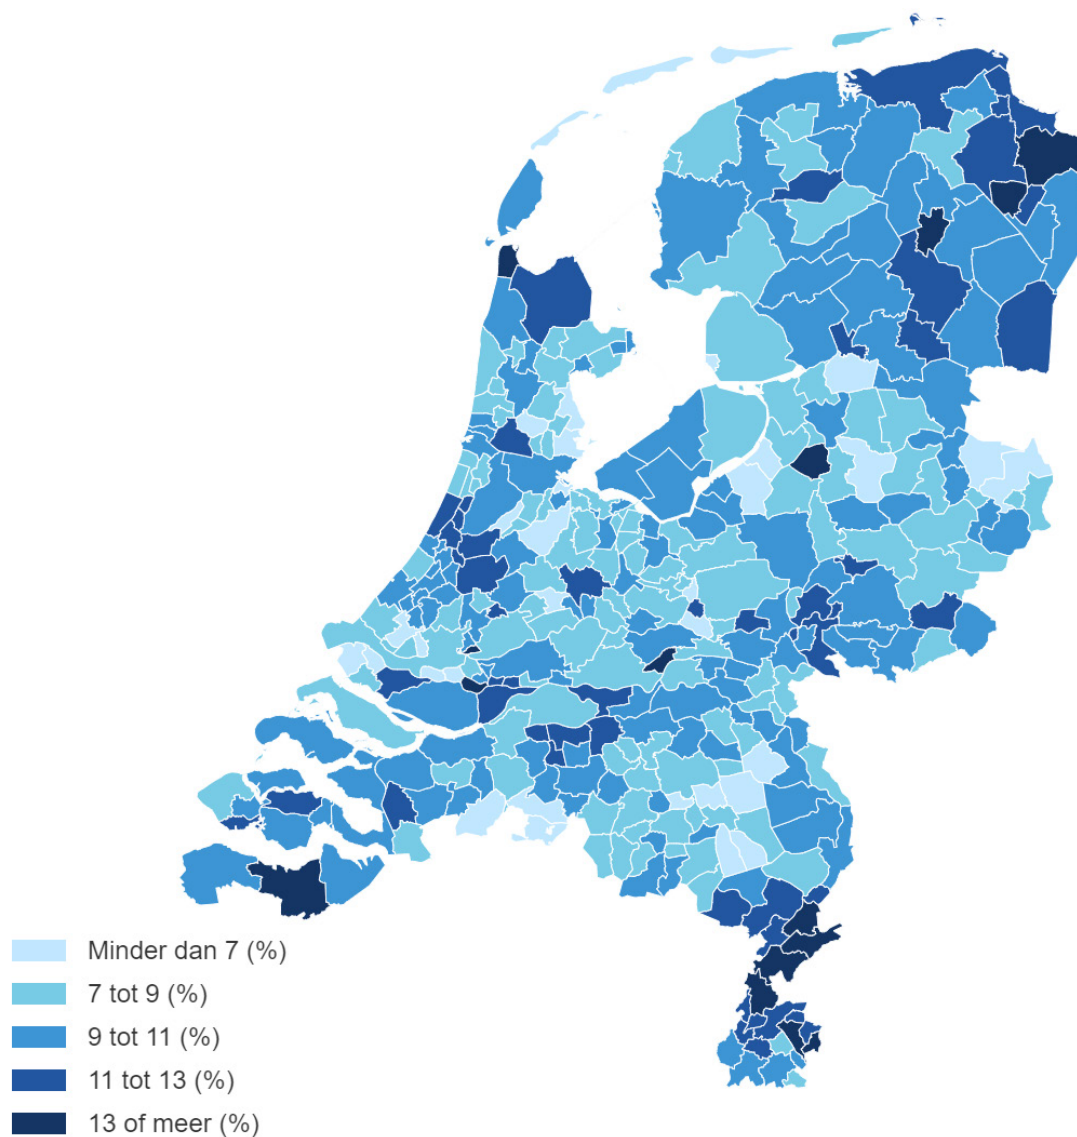 Minder dan 7 (%)
7 tot 9 (%)
9 tot 11 (%)
11 tot 13 (%)
13 of meer (%)